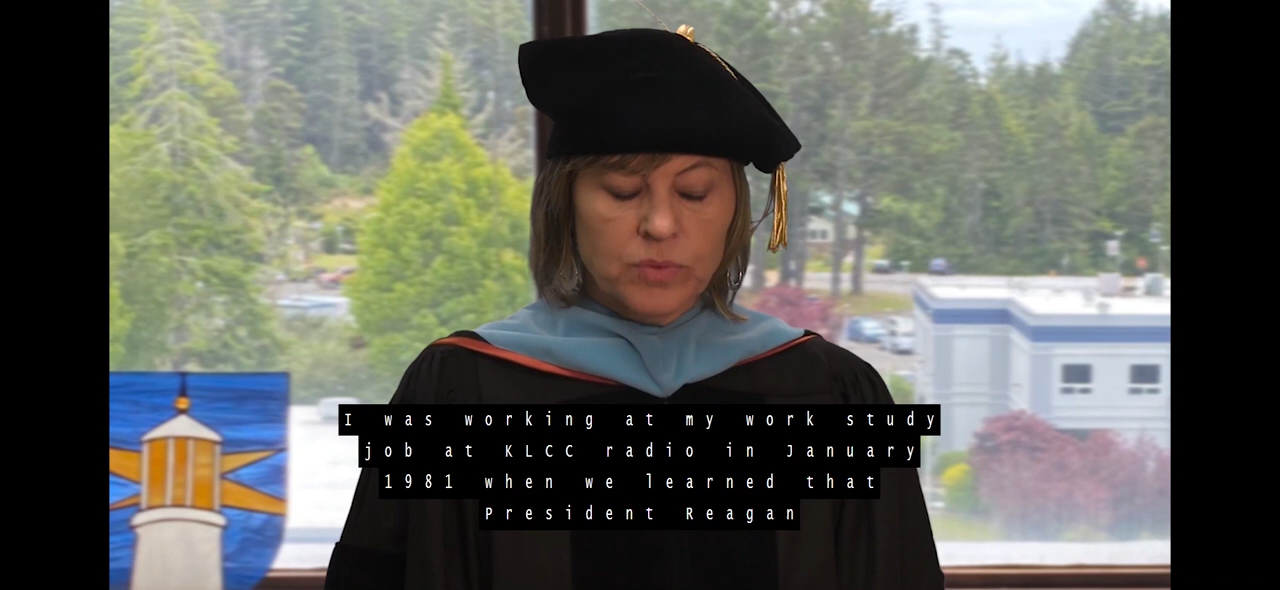 I was working at my work study
job at KLCC radio in January
1981 when we learned that
President Reagan